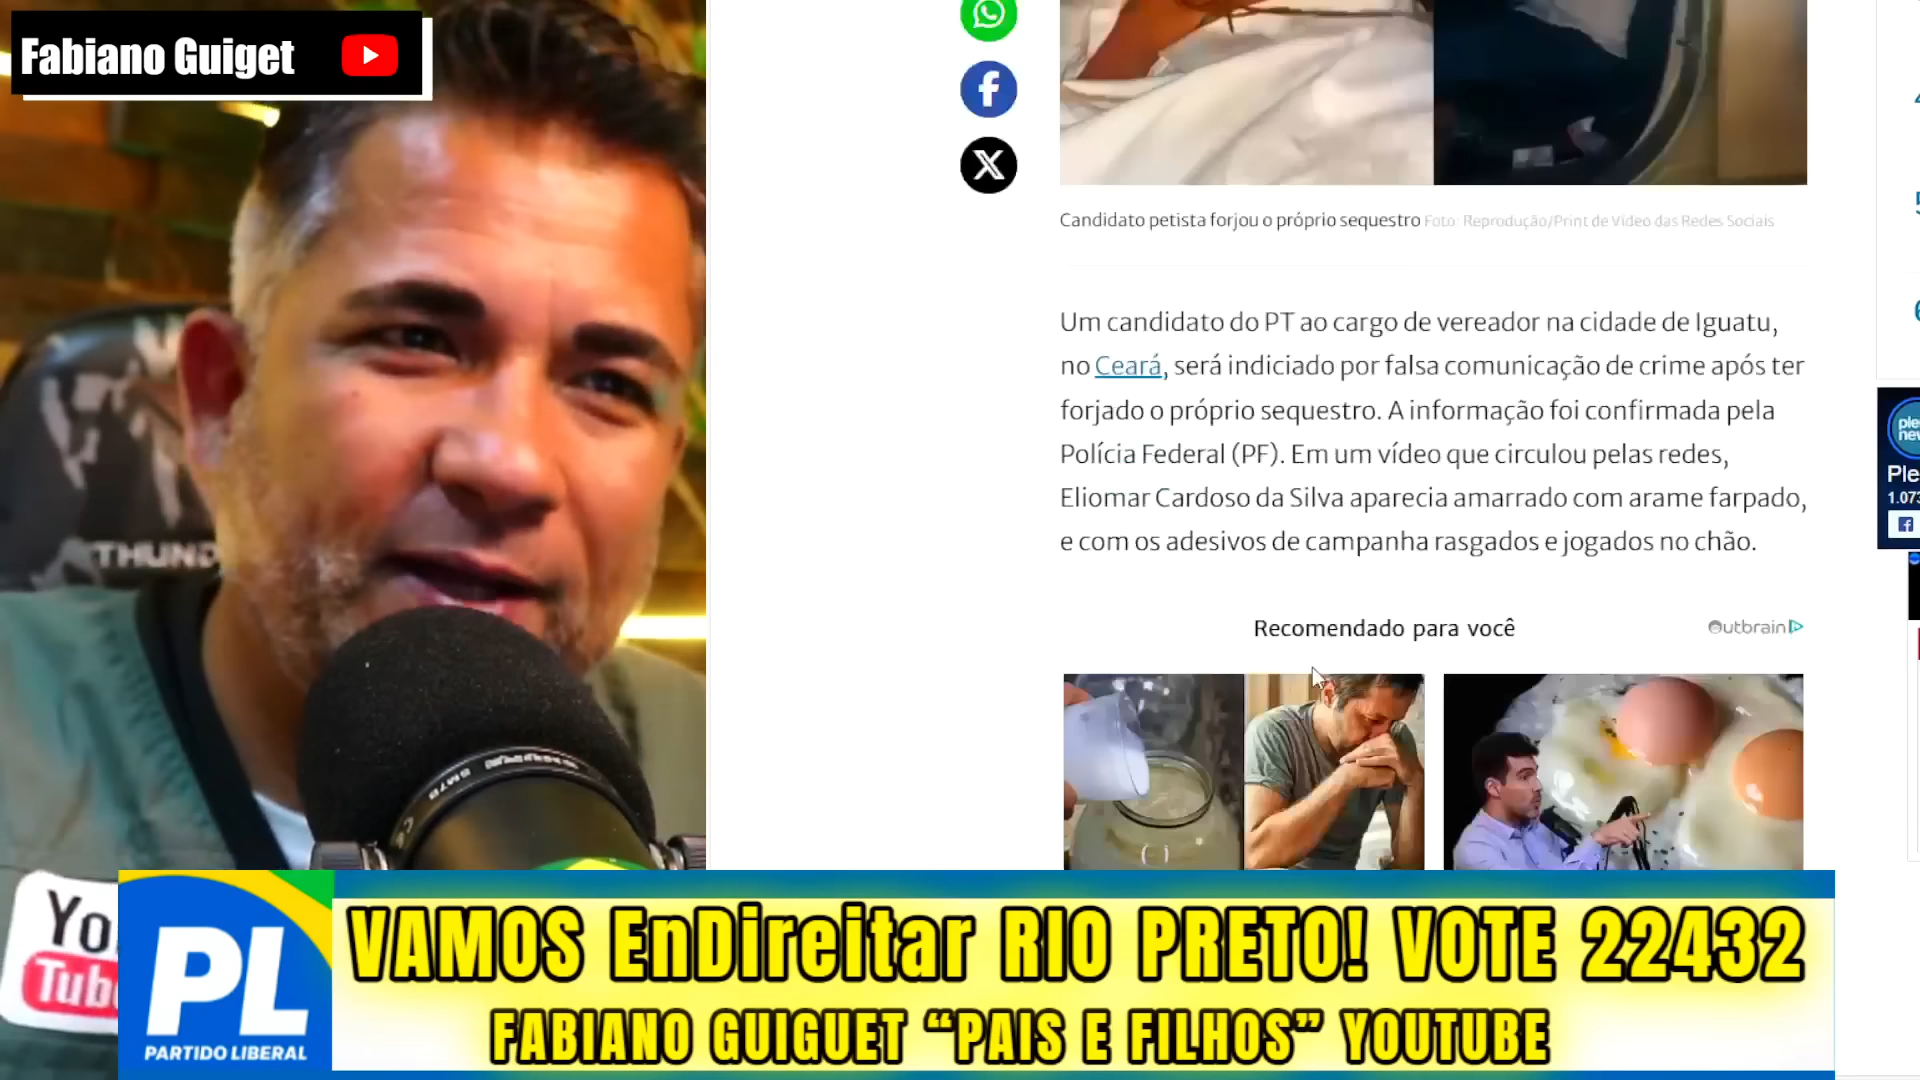 Fabiano Guiget
Candidato petista forjou o próprio sequestro Foto: Reprodução/Print de Vídeo das Redes Sociais
Um candidato do PT ao cargo de vereador na cidade de Iguatu,
no Ceará, será indiciado por falsa comunicação de crime após ter
forjado o próprio sequestro. A informação foi confirmada pela
Polícia Federal (PF). Em um vídeo que circulou pelas redes,
Eliomar Cardoso da Silva aparecia amarrado com arame farpado,
e com os adesivos de campanha rasgados e jogados no chão.
Recomendado para você
Outbrain
THUND
SM7B
You
Tube
PL
PARTIDO LIBERAL
VAMOS EnDireitar RIO PRETO! VOTE 22432
FABIANO GUIGUET “PAIS E FILHOS” YOUTUBE